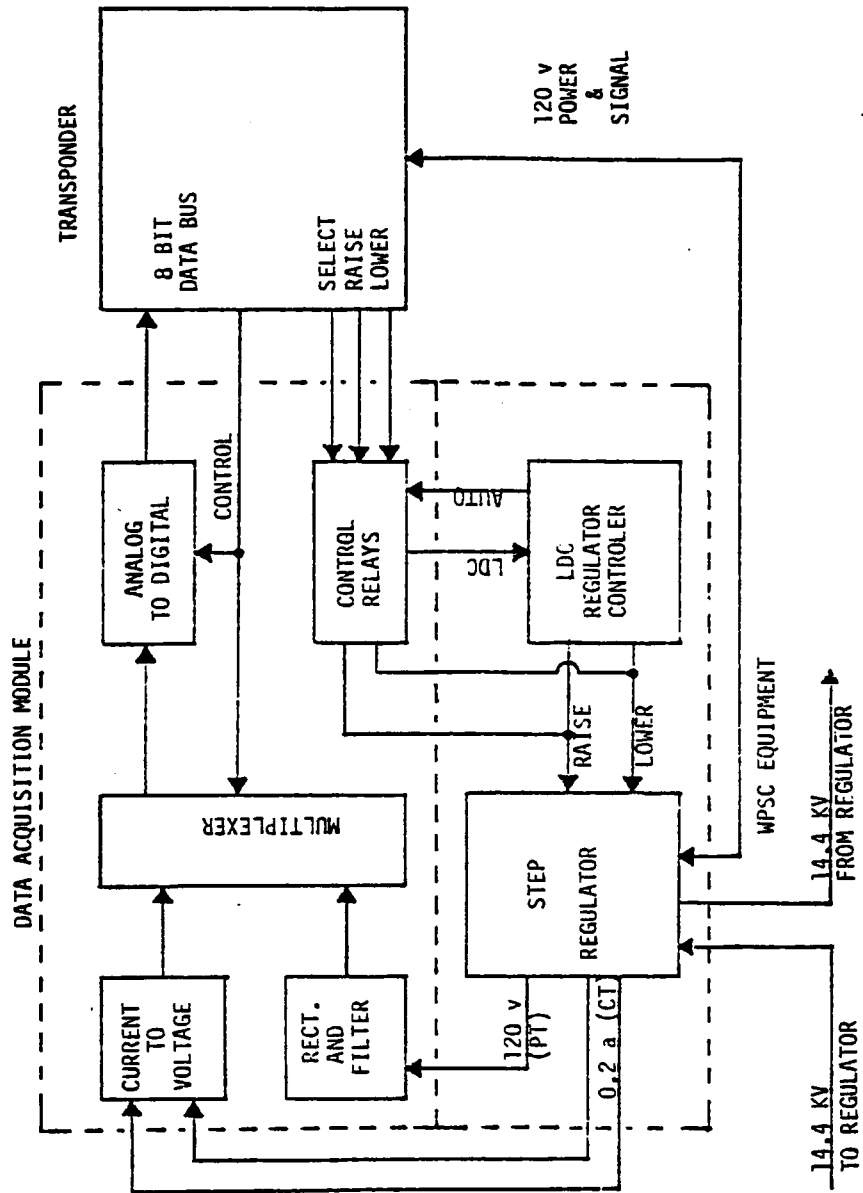 DATA ACQUISITION MODULE
TRANSPONDER
CURRENT
TO
VOLTAGE
RECT.
AND
FILTER
MULTIPLEXER
ANALOG
TO DIGITAL
CONTROL
8 BIT
DATA BUS
SELECT
RAISE
LOWER
CONTROL
RELAYS
LDC
AUTO
LDC
REGULATOR
CONTROLER
RAISE
LOWER
STEP
REGULATOR
120 v
(PT)
0.2 a (CT)
120 v
POWER
&
SIGNAL
WPSC EQUIPMENT
14.4 KV
TO REGULATOR
14.4 KV
FROM REGULATOR